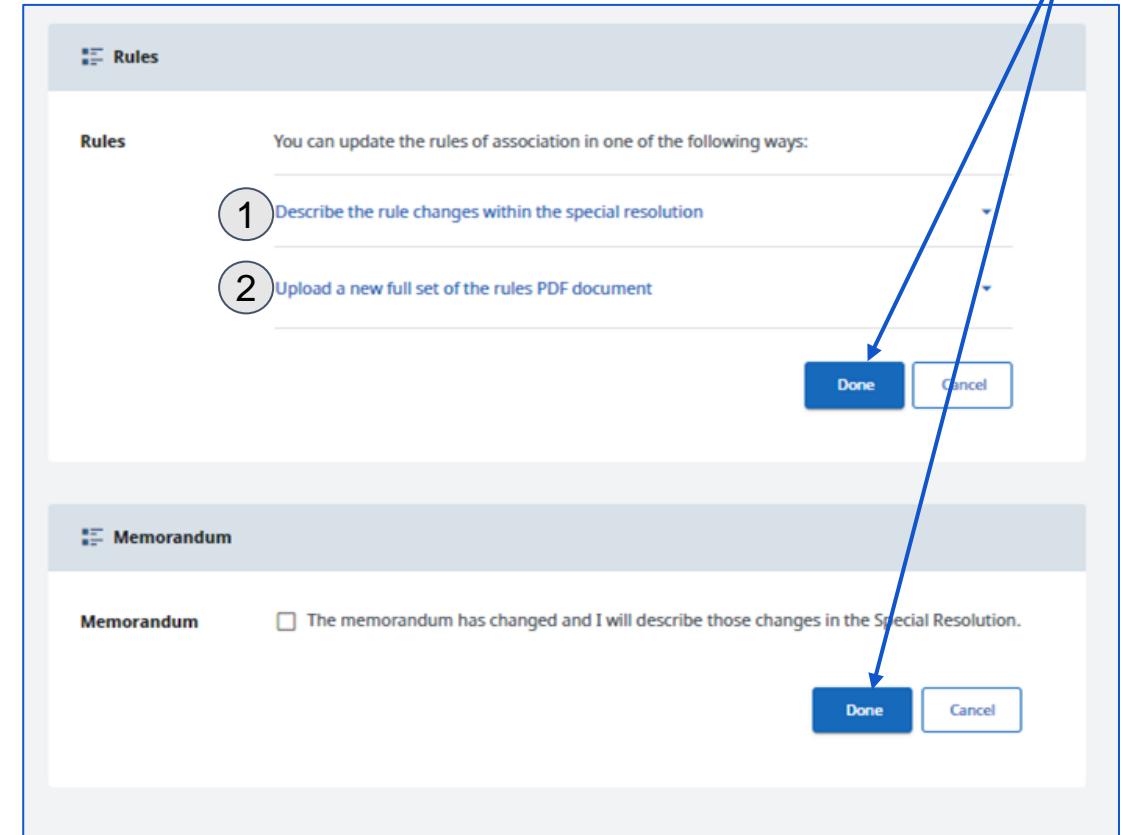 Rules
Rules
You can update the rules of association in one of the following ways:
1
Describe the rule changes within the special resolution
2
Upload a new full set of the rules PDF document
Done
Cancel
Memorandum
Memorandum
The memorandum has changed and I will describe those changes in the Special Resolution.
Done
Cancel